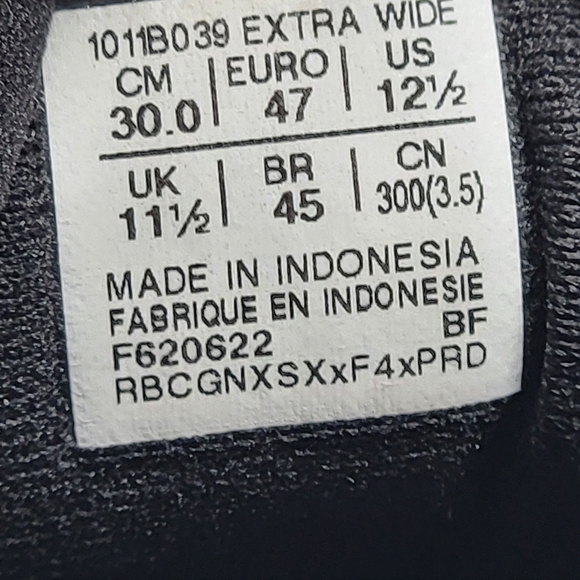 1011B039 EXTRA WIDE
CM | EURO | US
30.0 | 47 | 12½
UK | BR | CN
11½ | 45 | 300(3.5)
MADE IN INDONESIA
FABRIQUE EN INDONESIE
F620622 BF
RBCGNXSXxF4xPRD